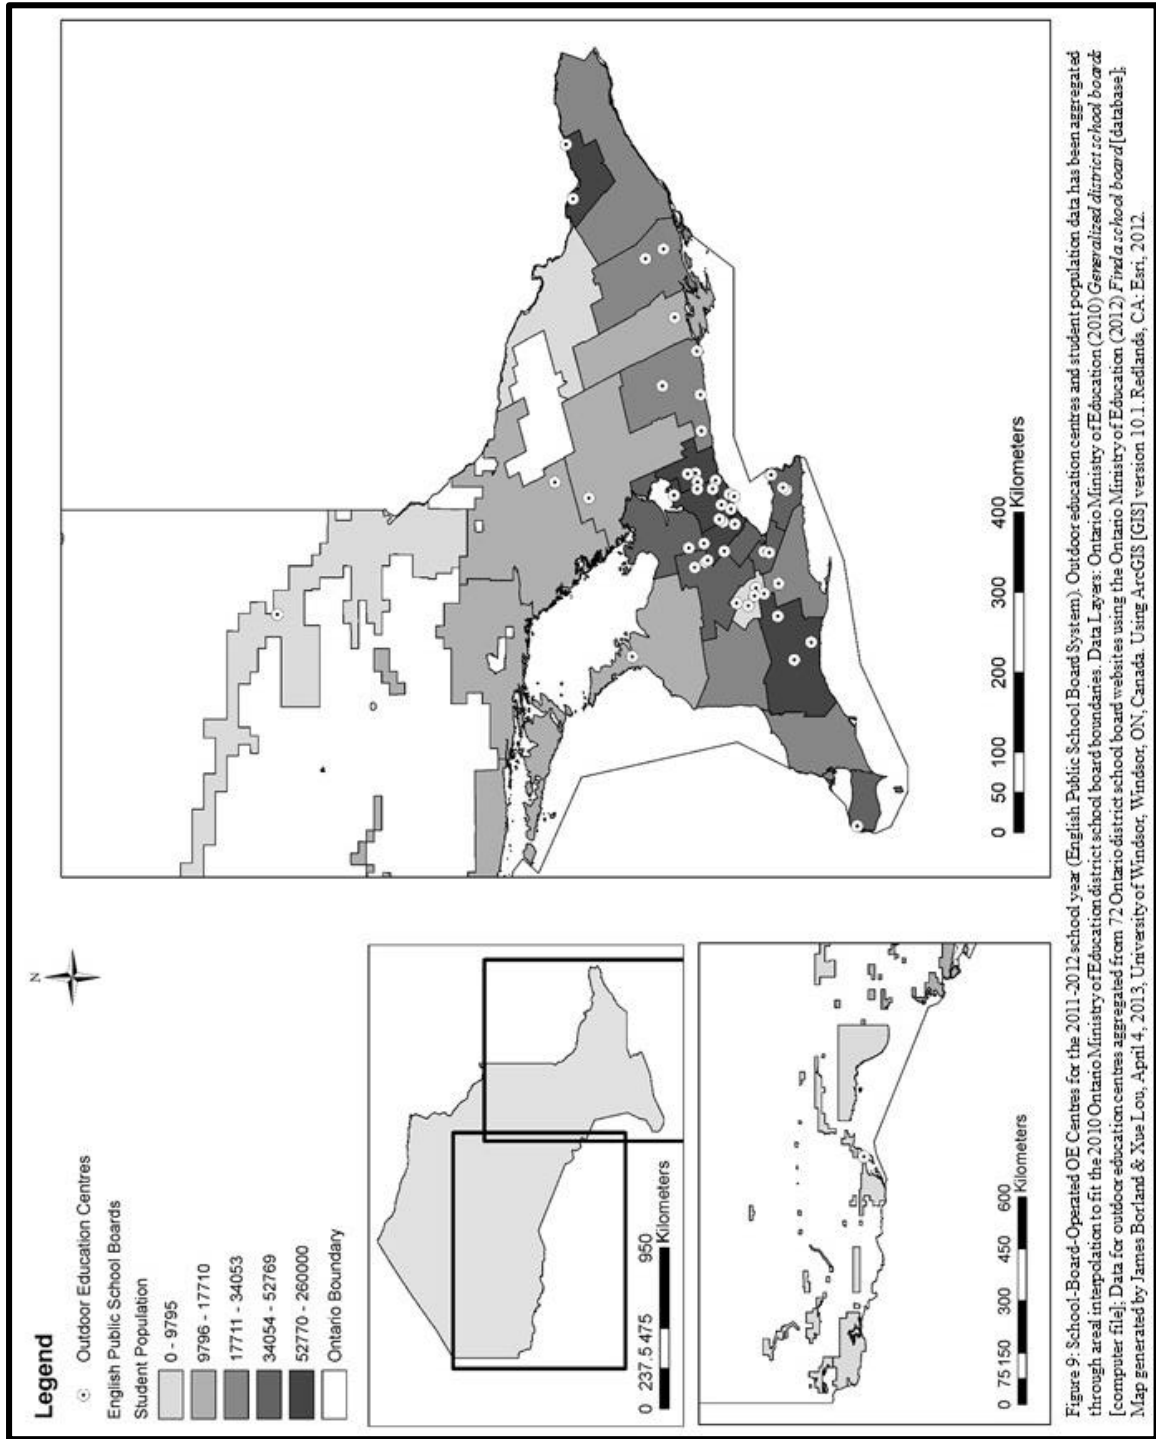 Legend
Outdoor Education Centres
English Public School Boards
Student Population
0 - 9795
9796 - 17710
17711 - 34053
34054 - 52769
52770 - 260000
Ontario Boundary
N
0 237.5 475 950
Kilometers
0 75 150 300 450 600
Kilometers
0 50 100 200 300 400
Kilometers
Figure 9: School-Board-Operated OE Centres for the 2011-2012 school year (English Public School Board System). Outdoor education centres and student population data has been aggregated
through areal interpolation to fit the 2010 Ontario Ministry of Education district school board boundaries. Data Layers: Ontario Ministry of Education (2010) Generalized district school boards
[computer file]; Data for outdoor education centres aggregated from 72 Ontario district school board websites using the Ontario Ministry of Education (2012) Find a school board [database];
Map generated by James Borland & Xue Lou, April 4, 2013, University of Windsor, Windsor, ON, Canada. Using ArcGIS [GIS] version 10.1. Redlands, CA: Esri, 2012.